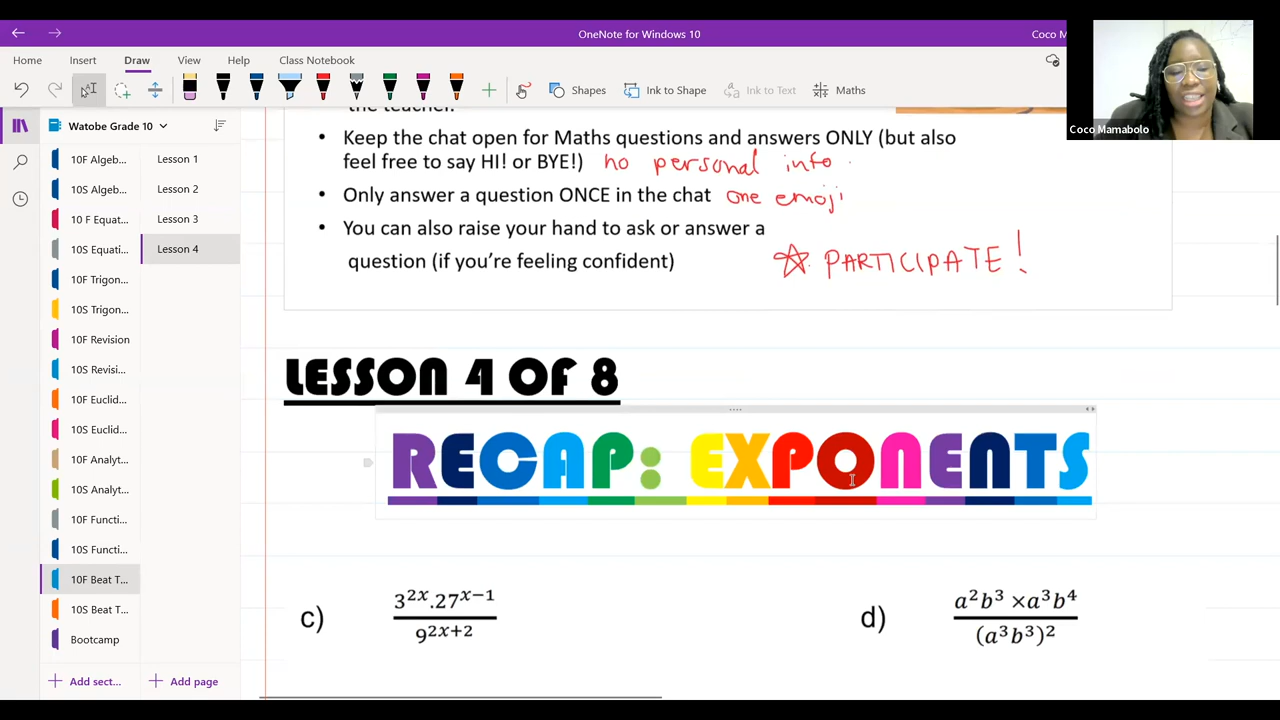 OneNote for Windows 10
Coco M
Home
Insert
Draw
View
Help
Class Notebook
Shapes
Ink to Shape
Ink to Text
Maths
Coco Mamabolo
Watobe Grade 10
10F Algeb...
10S Algeb...
10 F Equat...
10S Equati...
10F Trigon...
10S Trigon...
10F Revision
10S Revisi...
10F Euclid...
10S Euclid...
10F Analyt...
10S Analyt...
10F Functi...
10S Functi...
10F Beat T...
10S Beat T...
Bootcamp
Add sect...
Lesson 1
Lesson 2
Lesson 3
Lesson 4
Add page
the teacher.
• Keep the chat open for Maths questions and answers ONLY (but also
feel free to say HI! or BYE!) no personal info.
• Only answer a question ONCE in the chat one emoji
• You can also raise your hand to ask or answer a
question (if you're feeling confident) ☆ PARTICIPATE!
LESSON 4 OF 8
RECAP: EXPONENTS
c) 3^{2x}.27^{x−1} / 9^{2x+2}
d) a²b³ ×a³b⁴ / (a³b³)²